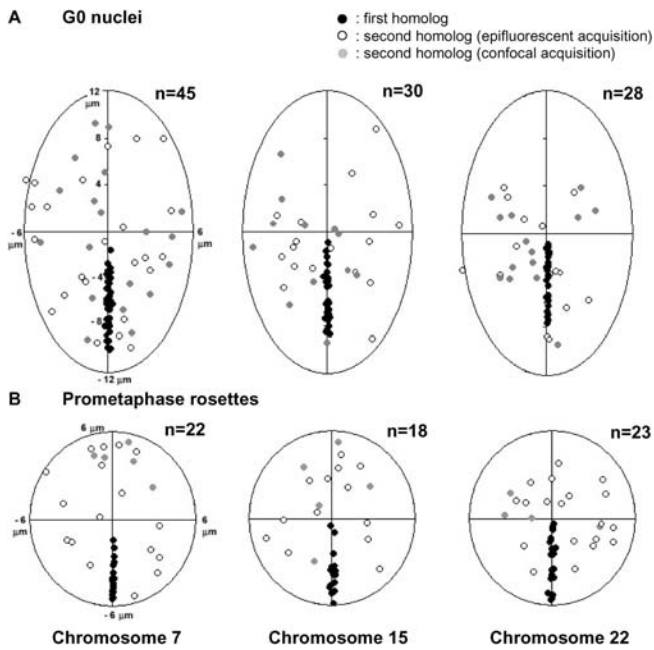 A G0 nuclei
● : first homolog
○ : second homolog (epifluorescent acquisition)
● : second homolog (confocal acquisition)
n=45 n=30 n=28
12
μm
8
4
-6
μm
6
μm
-4
-8
-12 μm
B Prometaphase rosettes
n=22 n=18 n=23
6 μm
-6
μm
6
μm
-6 μm
Chromosome 7 Chromosome 15 Chromosome 22